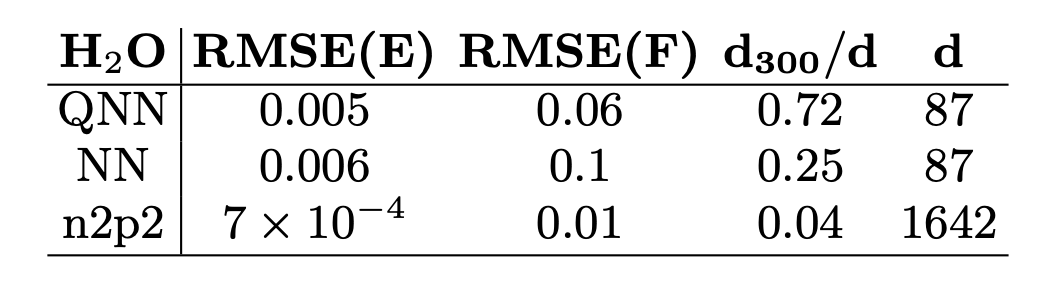 H₂O RMSE(E) RMSE(F) d₃₀₀/d d
QNN 0.005 0.06 0.72 87
NN 0.006 0.1 0.25 87
n2p2 7 × 10⁻⁴ 0.01 0.04 1642